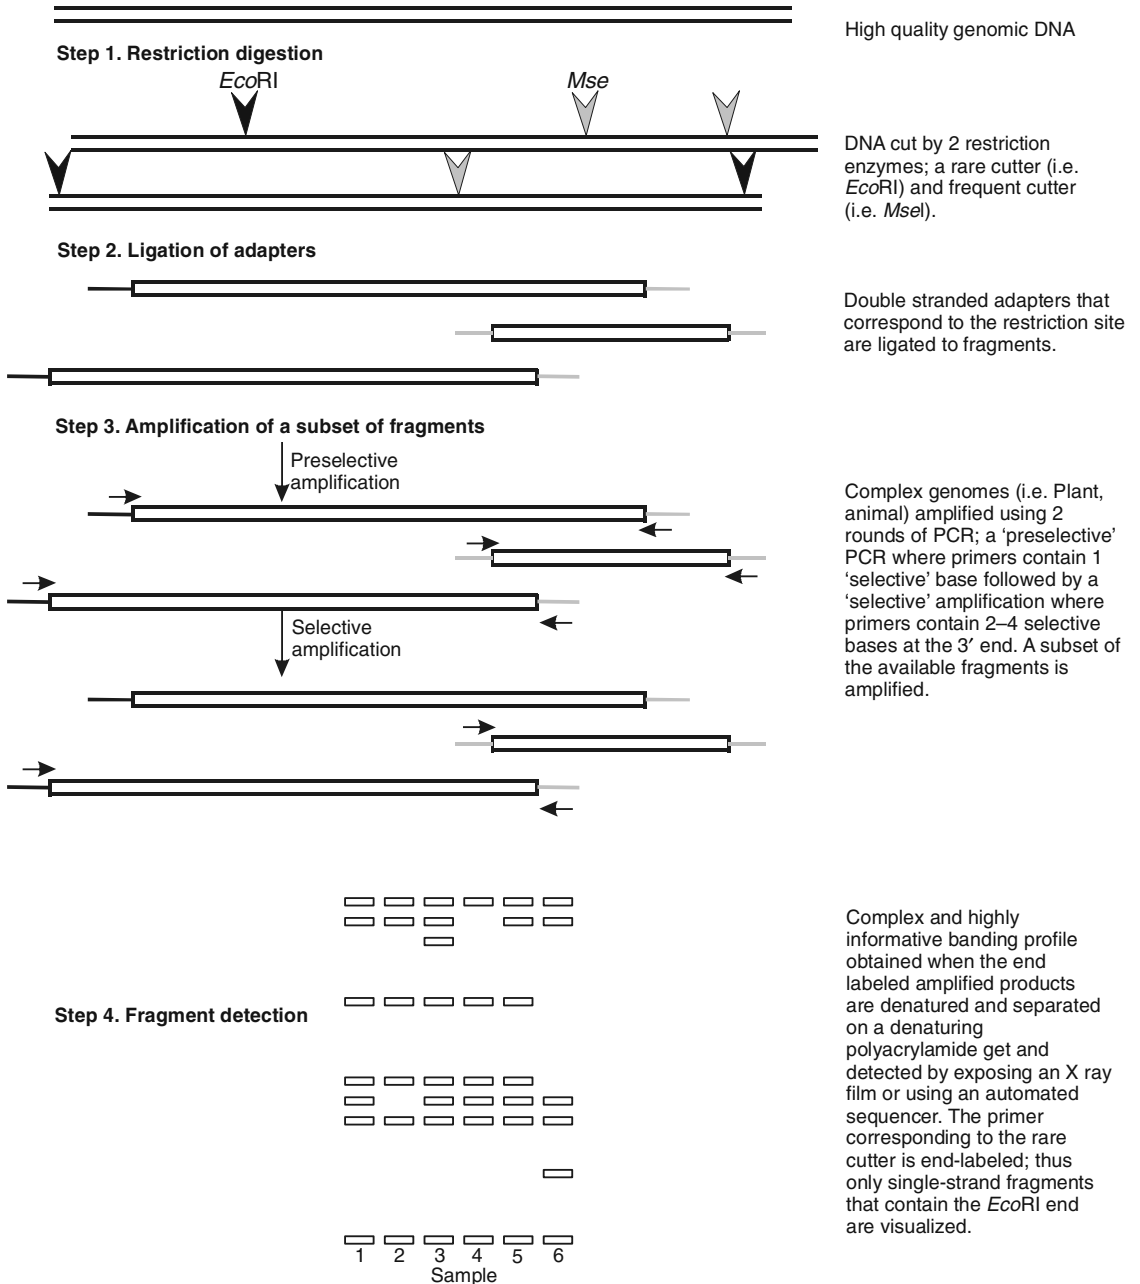 High quality genomic DNA
Step 1. Restriction digestion
EcoRI
Mse
DNA cut by 2 restriction
enzymes; a rare cutter (i.e.
EcoRI) and frequent cutter
(i.e. MseI).
Step 2. Ligation of adapters
Double stranded adapters that
correspond to the restriction site
are ligated to fragments.
Step 3. Amplification of a subset of fragments
Preselective
amplification
Complex genomes (i.e. Plant,
animal) amplified using 2
rounds of PCR; a ‘preselective’
PCR where primers contain 1
‘selective’ base followed by a
‘selective’ amplification where
primers contain 2–4 selective
bases at the 3′ end. A subset of
the available fragments is
amplified.
Selective
amplification
Step 4. Fragment detection
Complex and highly
informative banding profile
obtained when the end
labeled amplified products
are denatured and separated
on a denaturing
polyacrylamide get and
detected by exposing an X ray
film or using an automated
sequencer. The primer
corresponding to the rare
cutter is end-labeled; thus
only single-strand fragments
that contain the EcoRI end
are visualized.
1 2 3 4 5 6
Sample